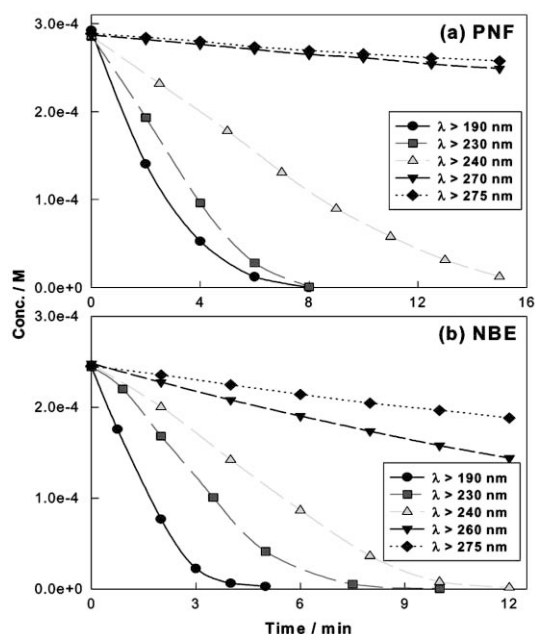 (a) PNF
3.0e-4
2.0e-4
1.0e-4
0.0e+0
λ > 190 nm
λ > 230 nm
λ > 240 nm
λ > 270 nm
λ > 275 nm
0 4 8 12 16
Conc. / M
(b) NBE
3.0e-4
2.0e-4
1.0e-4
0.0e+0
λ > 190 nm
λ > 230 nm
λ > 240 nm
λ > 260 nm
λ > 275 nm
0 3 6 9 12
Time / min